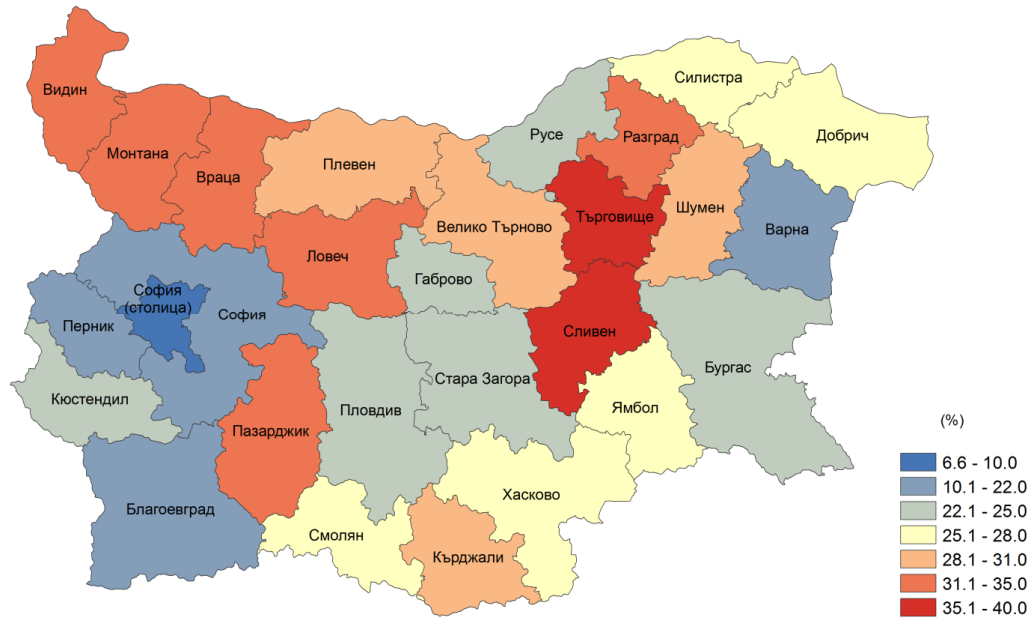 Видин
Монтана
Враца
Плевен
Ловеч
Велико Търново
Габрово
Русе
Разград
Силистра
Добрич
Търговище
Шумен
Варна
София
(столица)
София
Перник
Кюстендил
Благоевград
Пазарджик
Пловдив
Стара Загора
Сливен
Ямбол
Бургас
Хасково
Смолян
Кърджали
(%)
6.6 - 10.0
10.1 - 22.0
22.1 - 25.0
25.1 - 28.0
28.1 - 31.0
31.1 - 35.0
35.1 - 40.0